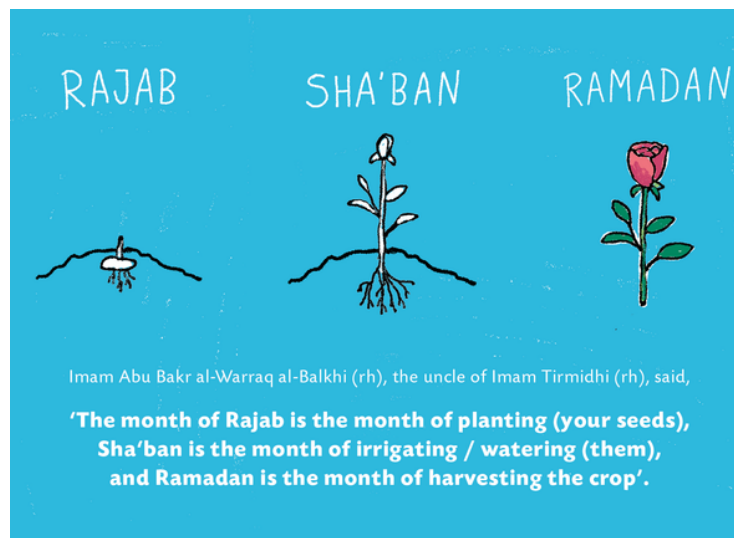 RAJAB SHA'BAN RAMADAN
Imam Abu Bakr al-Warraq al-Balkhi (rh), the uncle of Imam Tirmidhi (rh), said,
'The month of Rajab is the month of planting (your seeds),
Sha'ban is the month of irrigating / watering (them),
and Ramadan is the month of harvesting the crop'.